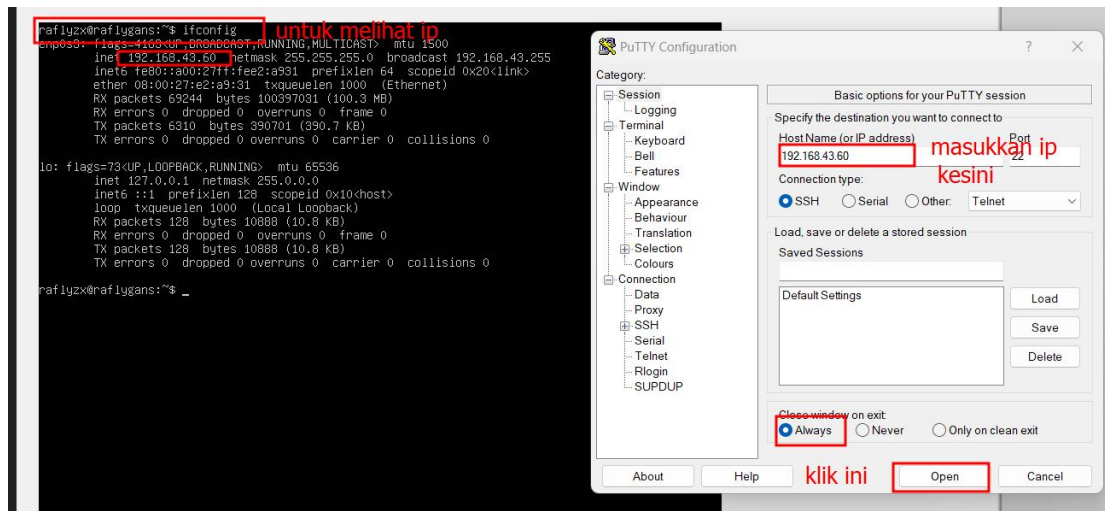 raflyzx@raflygans:~$ ifconfig
untuk melihat ip
enp0s3: flags=4163<UP,BROADCAST,RUNNING,MULTICAST>  mtu 1500
inet 192.168.43.60  netmask 255.255.255.0  broadcast 192.168.43.255
inet6 fe80::a00:27ff:fee2:a931  prefixlen 64  scopeid 0x20<link>
ether 08:00:27:e2:a9:31  txqueuelen 1000  (Ethernet)
RX packets 69244  bytes 100397031 (100.3 MB)
RX errors 0  dropped 0  overruns 0  frame 0
TX packets 6310  bytes 390701 (390.7 KB)
TX errors 0  dropped 0 overruns 0  carrier 0  collisions 0
lo: flags=73<UP,LOOPBACK,RUNNING>  mtu 65536
inet 127.0.0.1  netmask 255.0.0.0
inet6 ::1  prefixlen 128  scopeid 0x10<host>
loop  txqueuelen 1000  (Local Loopback)
RX packets 128  bytes 10888 (10.8 KB)
RX errors 0  dropped 0  overruns 0  frame 0
TX packets 128  bytes 10888 (10.8 KB)
TX errors 0  dropped 0 overruns 0  carrier 0  collisions 0
raflyzx@raflygans:~$ _
PuTTY Configuration
?
Category:
Session
Logging
Terminal
Keyboard
Bell
Features
Window
Appearance
Behaviour
Translation
Selection
Colours
Connection
Data
Proxy
SSH
Serial
Telnet
Rlogin
SUPDUP
Basic options for your PuTTY session
Specify the destination you want to connect to
Host Name (or IP address)
Port
192.168.43.60
22
masukkan ip
kesini
Connection type:
SSH
Serial
Other:
Telnet
Load, save or delete a stored session
Saved Sessions
Default Settings
Load
Save
Delete
Close window on exit:
Always
Never
Only on clean exit
About
Help
klik ini
Open
Cancel